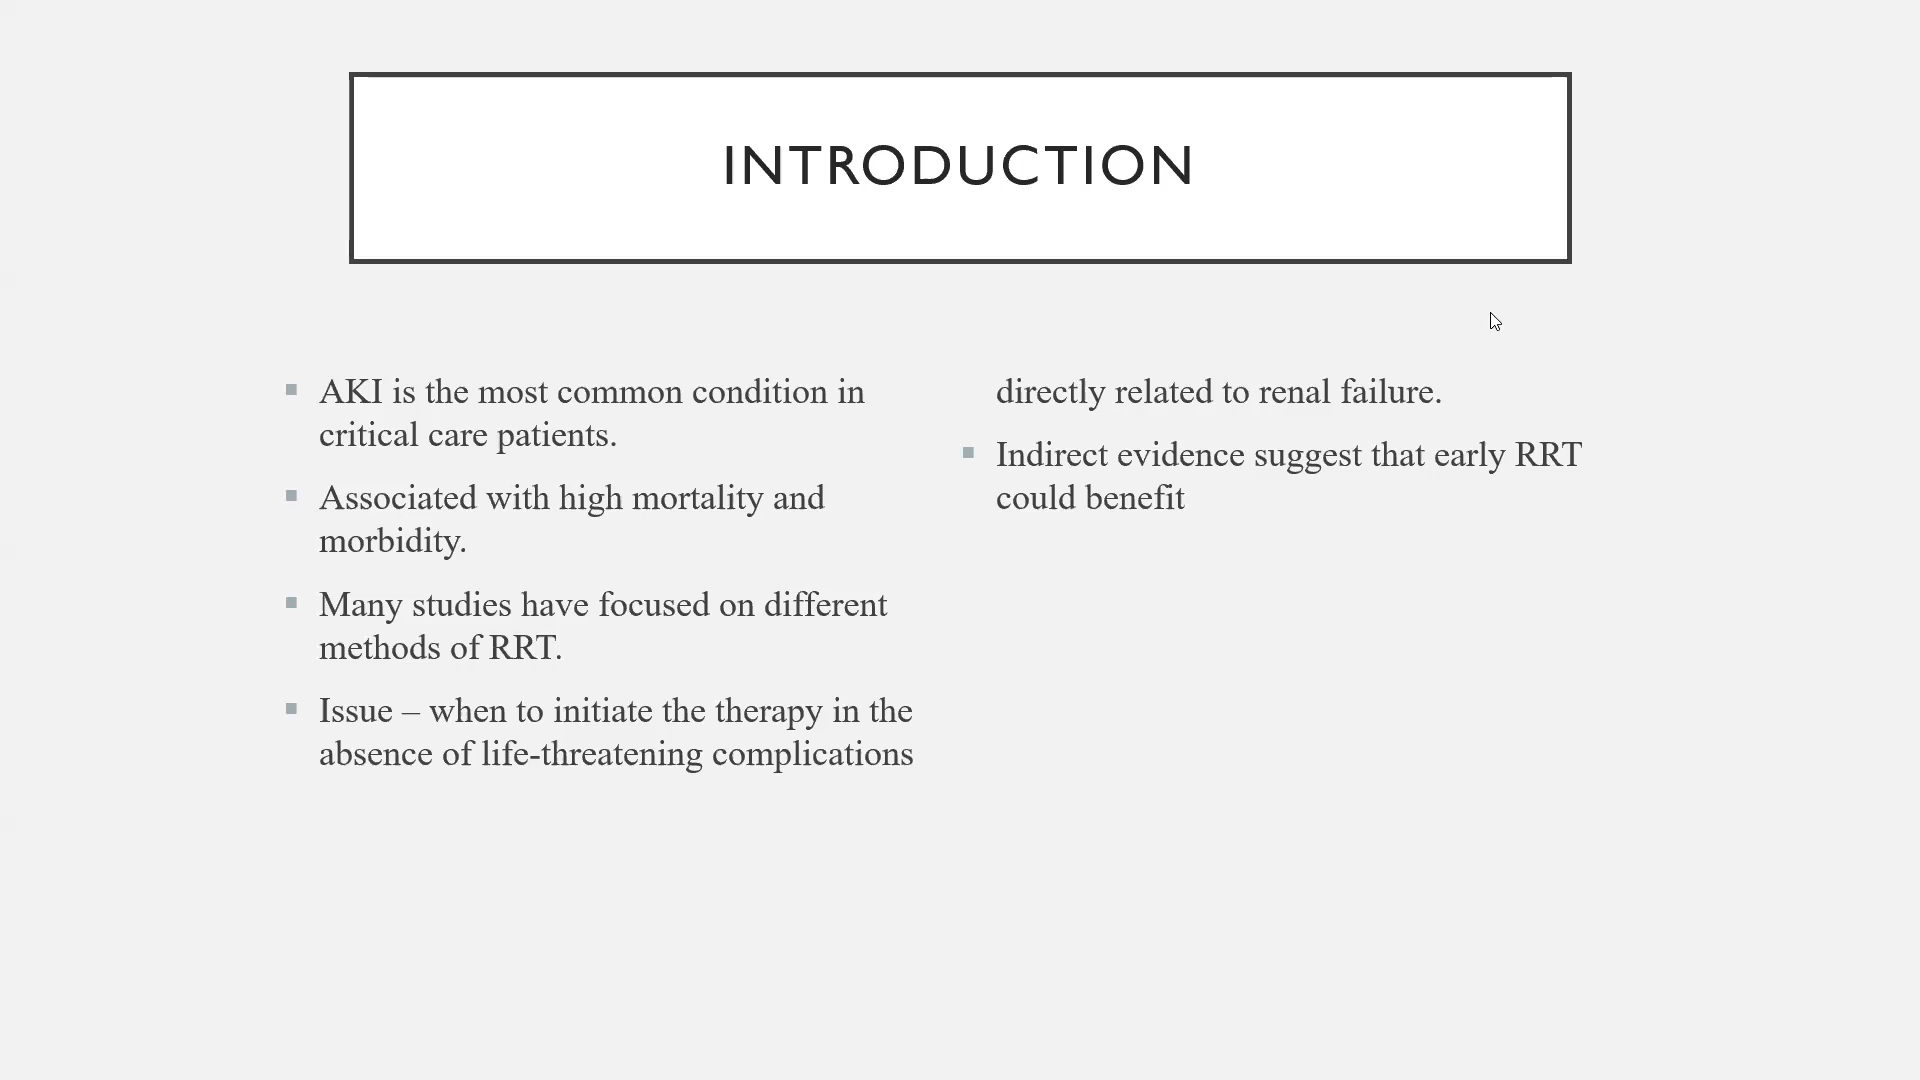 INTRODUCTION
AKI is the most common condition in
critical care patients.
Associated with high mortality and
morbidity.
Many studies have focused on different
methods of RRT.
Issue – when to initiate the therapy in the
absence of life-threatening complications
directly related to renal failure.
Indirect evidence suggest that early RRT
could benefit